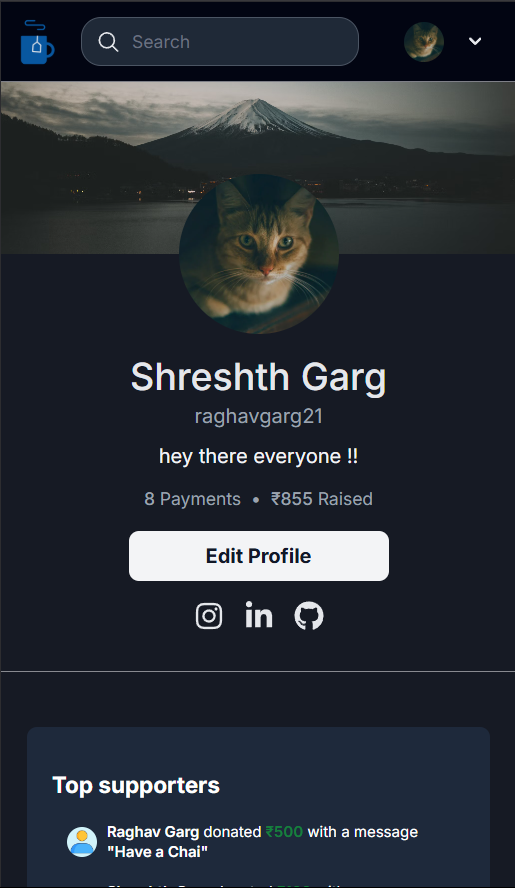 Search
Shreshth Garg
raghavgarg21
hey there everyone !!
8 Payments • ₹855 Raised
Edit Profile
Top supporters
Raghav Garg donated ₹500 with a message
"Have a Chai"